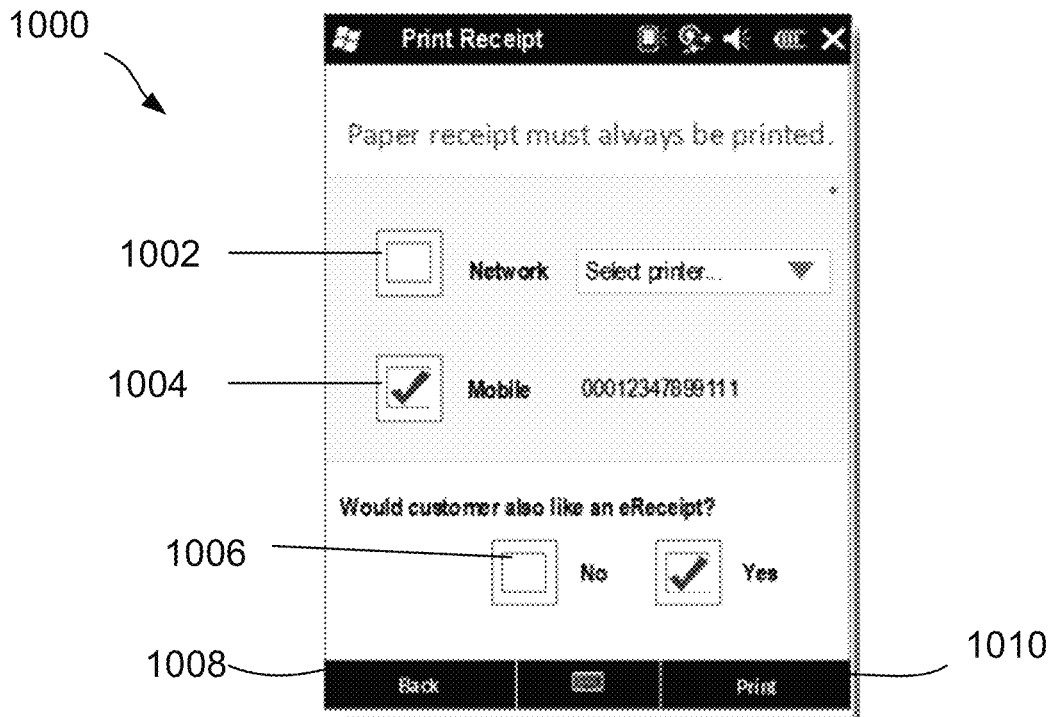 1000
Print Receipt
Paper receipt must always be printed.
1002
Network Select printer...
1004
Mobile 00012347899111
Would customer also like an eReceipt?
1006
No Yes
1008
1010
Back Print